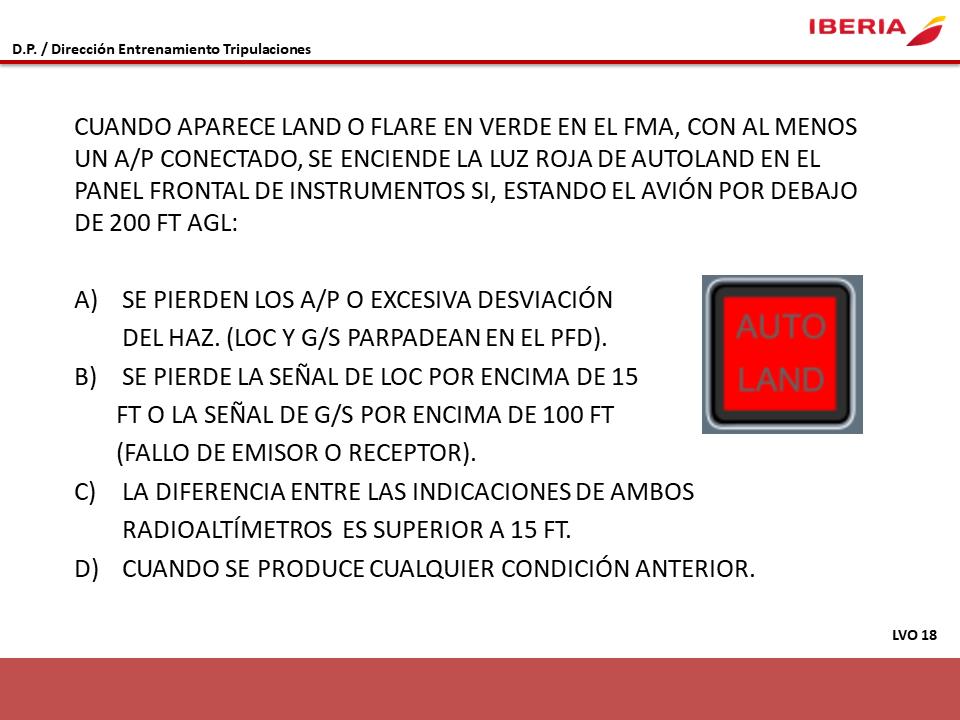 IBERIA
D.P. / Dirección Entrenamiento Tripulaciones
CUANDO APARECE LAND O FLARE EN VERDE EN EL FMA, CON AL MENOS
UN A/P CONECTADO, SE ENCIENDE LA LUZ ROJA DE AUTOLAND EN EL
PANEL FRONTAL DE INSTRUMENTOS SI, ESTANDO EL AVIÓN POR DEBAJO
DE 200 FT AGL:
A) SE PIERDEN LOS A/P O EXCESIVA DESVIACIÓN
DEL HAZ. (LOC Y G/S PARPADEAN EN EL PFD).
B) SE PIERDE LA SEÑAL DE LOC POR ENCIMA DE 15
FT O LA SEÑAL DE G/S POR ENCIMA DE 100 FT
(FALLO DE EMISOR O RECEPTOR).
C) LA DIFERENCIA ENTRE LAS INDICACIONES DE AMBOS
RADIOALTÍMETROS ES SUPERIOR A 15 FT.
D) CUANDO SE PRODUCE CUALQUIER CONDICIÓN ANTERIOR.
AUTO
LAND
LVO 18